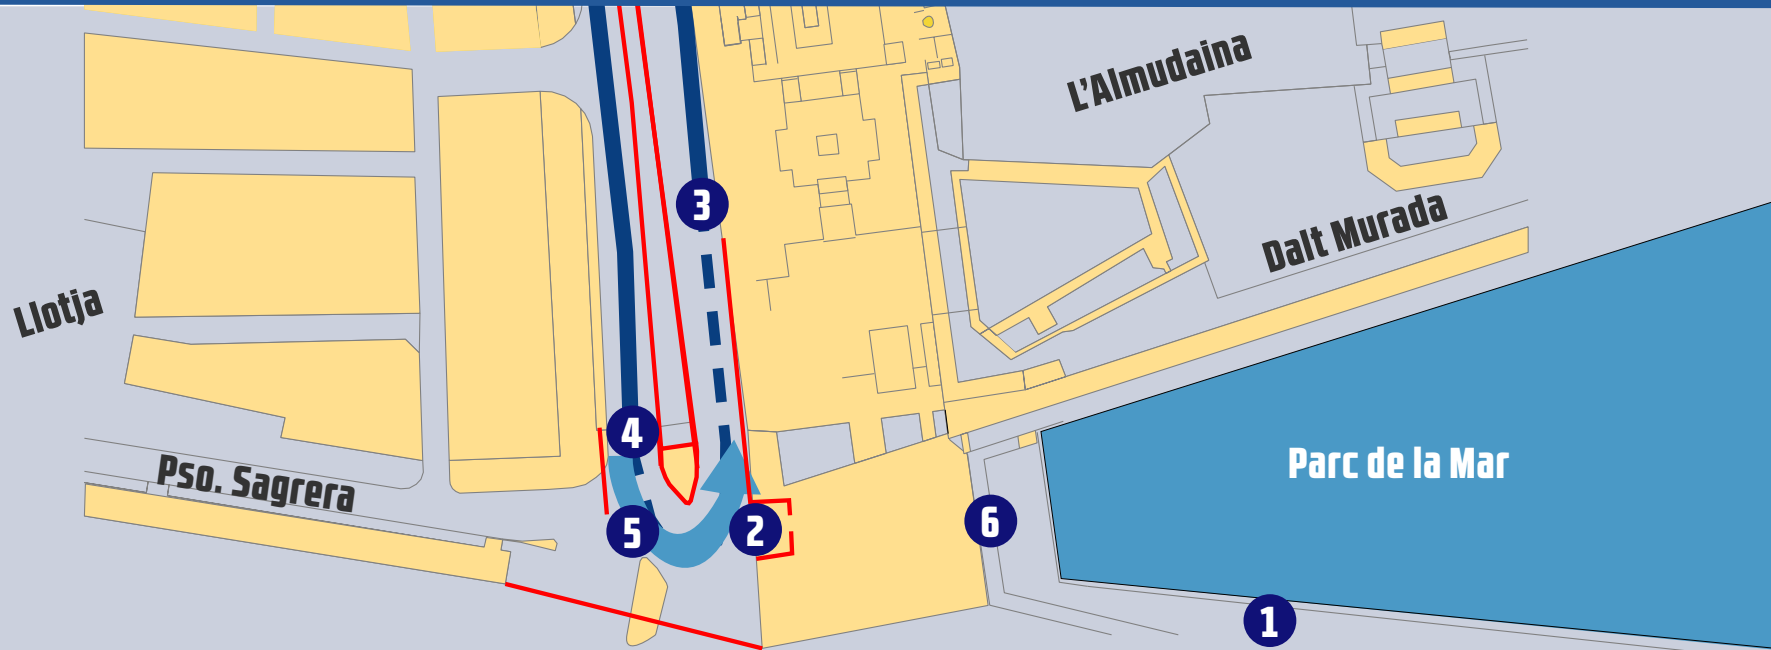 L'Almudaina
3
Dalt Murada
Llotja
4
Parc de la Mar
Pso. Sagrera
5
2
6
1